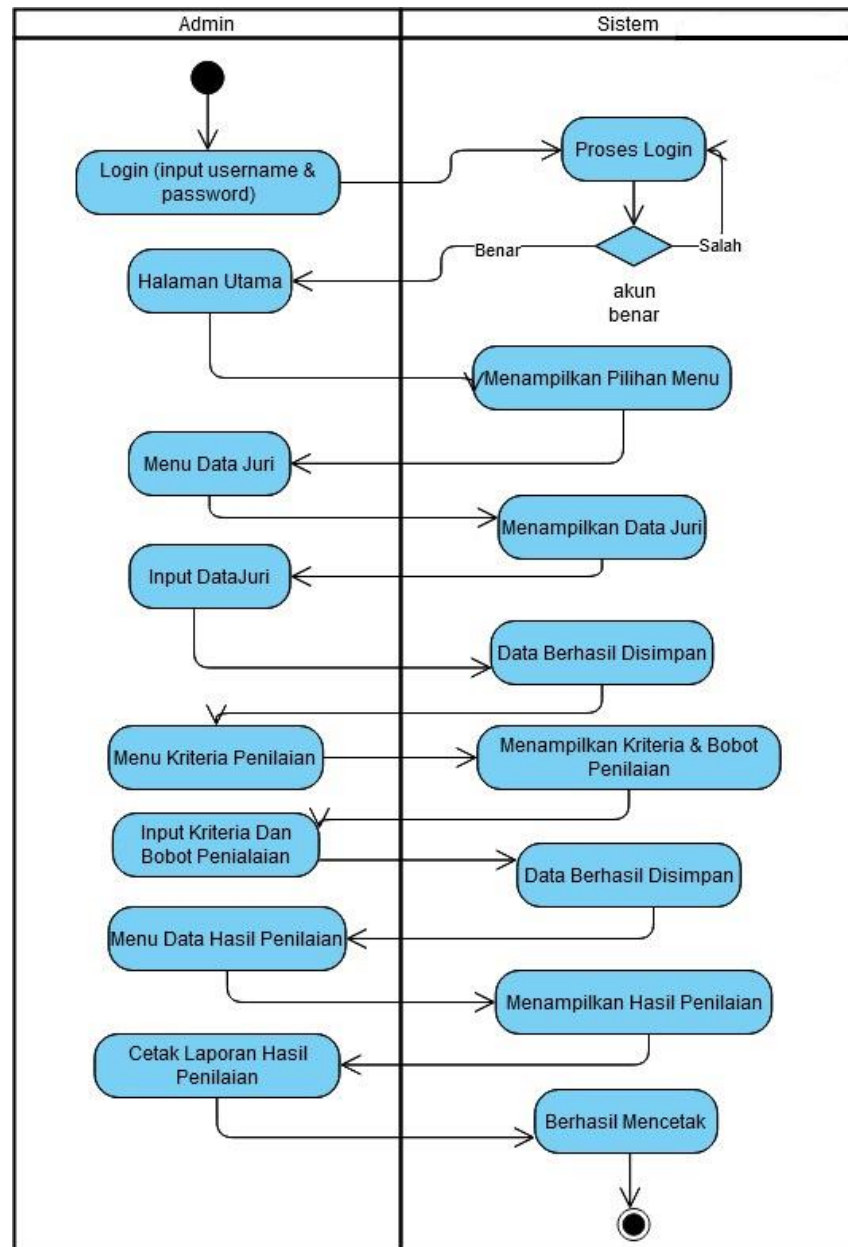 Admin
Sistem
Login (input username &
password)
Proses Login
Benar
Salah
akun
benar
Halaman Utama
Menampilkan Pilihan Menu
Menu Data Juri
Menampilkan Data Juri
Input DataJuri
Data Berhasil Disimpan
Menu Kriteria Penilaian
Menampilkan Kriteria & Bobot
Penilaian
Input Kriteria Dan
Bobot Penialaian
Data Berhasil Disimpan
Menu Data Hasil Penilaian
Menampilkan Hasil Penilaian
Cetak Laporan Hasil
Penilaian
Berhasil Mencetak